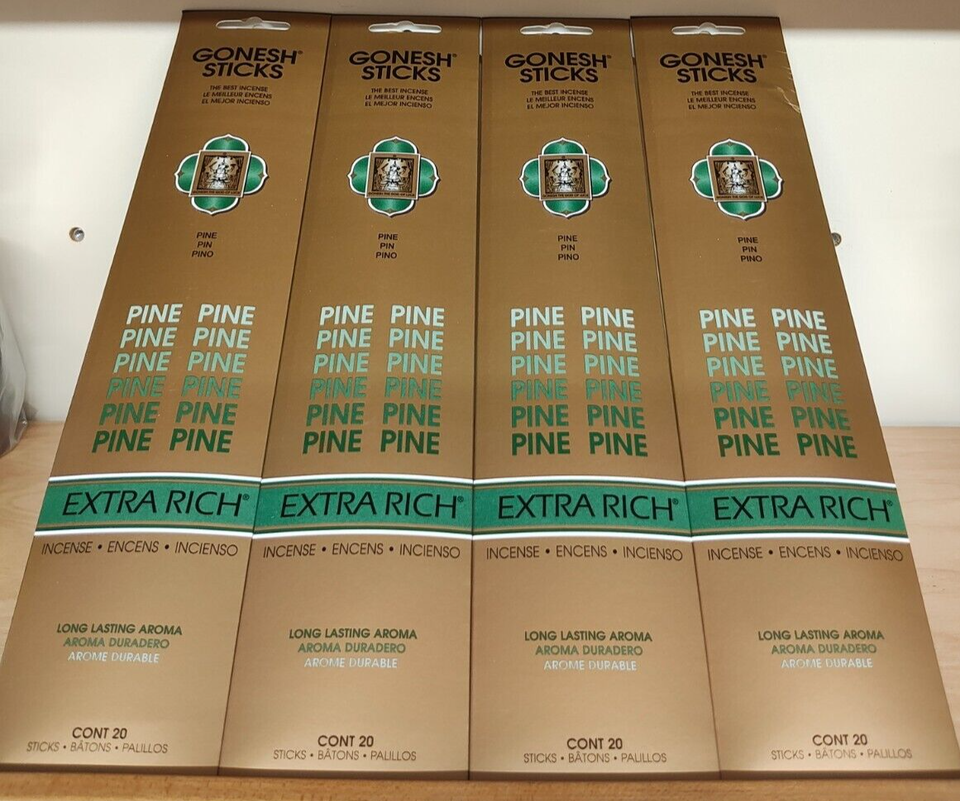 GONESH®
STICKS
THE BEST INCENSE
LE MEILLEUR ENCENS
EL MEJOR INCIENSO
PINE
PIN
PINO
PINE PINE
PINE PINE
PINE PINE
PINE PINE
PINE PINE
PINE PINE
EXTRA RICH®
INCENSE • ENCENS • INCIENSO
LONG LASTING AROMA
AROMA DURADERO
AROME DURABLE
CONT 20
STICKS • BÂTONS • PALILLOS
GONESH®
STICKS
THE BEST INCENSE
LE MEILLEUR ENCENS
EL MEJOR INCIENSO
PINE
PIN
PINO
PINE PINE
PINE PINE
PINE PINE
PINE PINE
PINE PINE
PINE PINE
EXTRA RICH®
INCENSE • ENCENS • INCIENSO
LONG LASTING AROMA
AROMA DURADERO
AROME DURABLE
CONT 20
STICKS • BÂTONS • PALILLOS
GONESH®
STICKS
THE BEST INCENSE
LE MEILLEUR ENCENS
EL MEJOR INCIENSO
PINE
PIN
PINO
PINE PINE
PINE PINE
PINE PINE
PINE PINE
PINE PINE
PINE PINE
EXTRA RICH®
INCENSE • ENCENS • INCIENSO
LONG LASTING AROMA
AROMA DURADERO
AROME DURABLE
CONT 20
STICKS • BÂTONS • PALILLOS
GONESH®
STICKS
THE BEST INCENSE
LE MEILLEUR ENCENS
EL MEJOR INCIENSO
PINE
PIN
PINO
PINE PINE
PINE PINE
PINE PINE
PINE PINE
PINE PINE
PINE PINE
EXTRA RICH®
INCENSE • ENCENS • INCIENSO
LONG LASTING AROMA
AROMA DURADERO
AROME DURABLE
CONT 20
STICKS • BÂTONS • PALILLOS